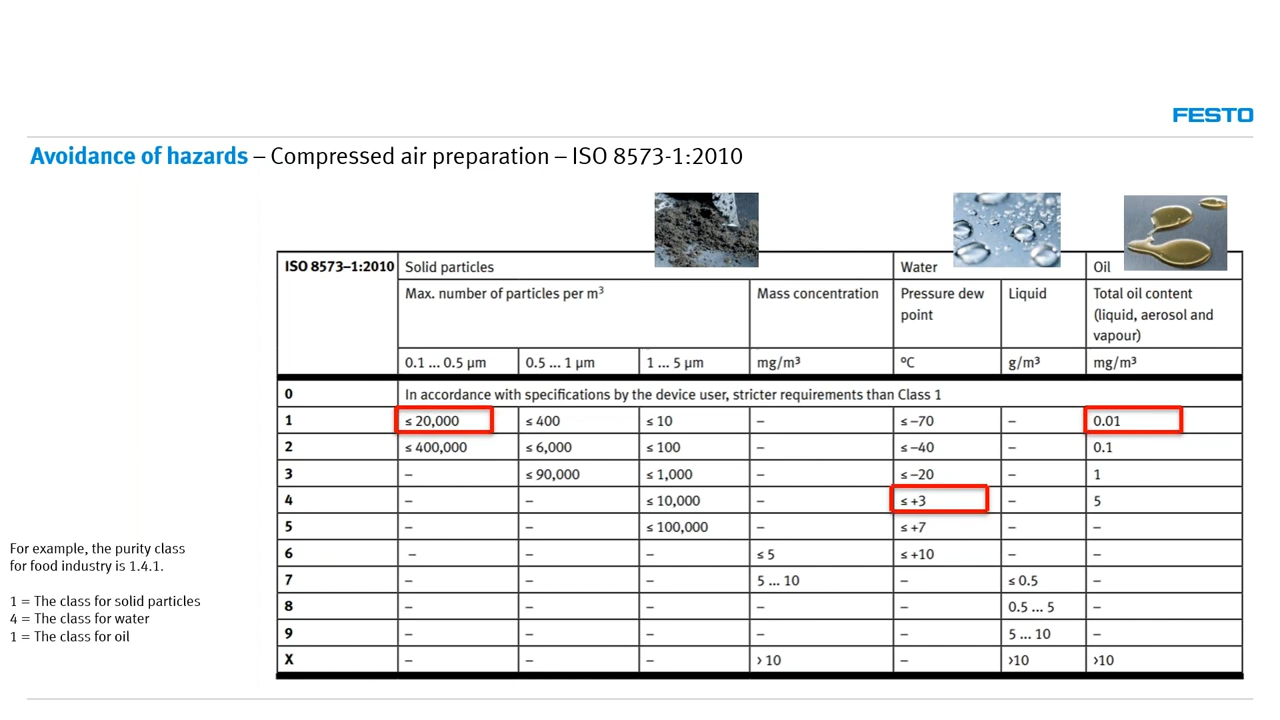 FESTO
Avoidance of hazards – Compressed air preparation – ISO 8573-1:2010
ISO 8573–1:2010 Solid particles Water Oil
Max. number of particles per m³ Mass concentration Pressure dew point Liquid Total oil content (liquid, aerosol and vapour)
0.1 ... 0.5 µm 0.5 ... 1 µm 1 ... 5 µm mg/m³ °C g/m³ mg/m³
0 In accordance with specifications by the device user, stricter requirements than Class 1
1 ≤ 20,000 ≤ 400 ≤ 10 – ≤ –70 – 0.01
2 ≤ 400,000 ≤ 6,000 ≤ 100 – ≤ –40 – 0.1
3 – ≤ 90,000 ≤ 1,000 – ≤ –20 – 1
4 – – ≤ 10,000 – ≤ +3 – 5
5 – – ≤ 100,000 – ≤ +7 – –
6 – – – ≤ 5 ≤ +10 – –
7 – – – 5 ... 10 – ≤ 0.5 –
8 – – – – – 0.5 ... 5 –
9 – – – – – 5 ... 10 –
X – – – > 10 – >10 >10
For example, the purity class
for food industry is 1.4.1.
1 = The class for solid particles
4 = The class for water
1 = The class for oil